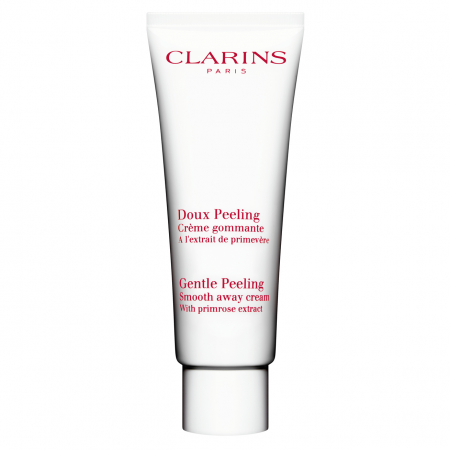 CLARINS
PARIS
Doux Peeling
Crème gommante
A l'extrait de primevère
Gentle Peeling
Smooth away cream
With primrose extract